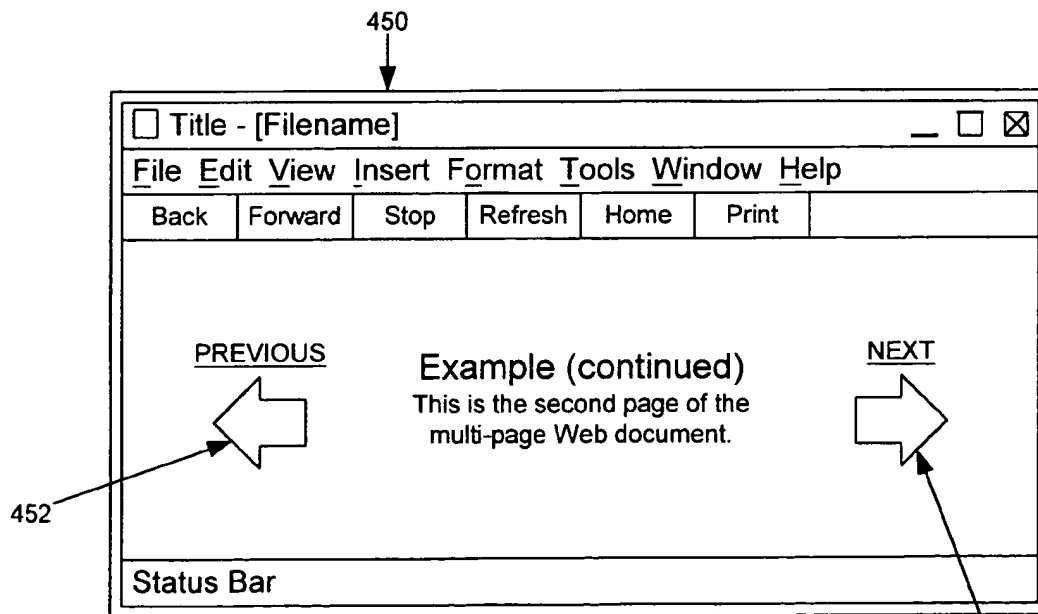 450
Title - [Filename]
File Edit View Insert Format Tools Window Help
Back Forward Stop Refresh Home Print
PREVIOUS
NEXT
Example (continued)
This is the second page of the
multi-page Web document.
452
Status Bar